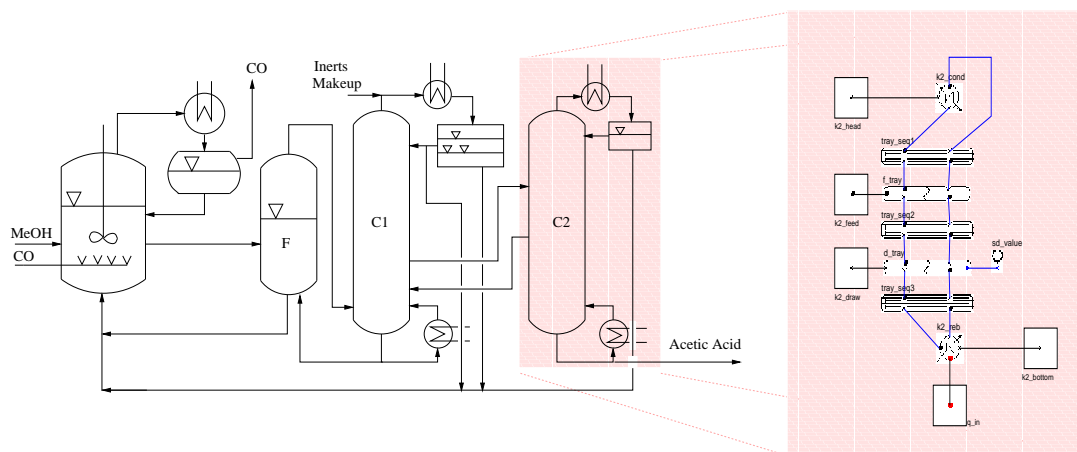 Inerts
Makeup
CO
MeOH
CO
F
C1
C2
Acetic Acid
k2_cond
k2_head
tray_seq1
f_tray
k2_feed
tray_seq2
sd_value
d_tray
k2_draw
tray_seq3
k2_reb
k2_bottom
q_in